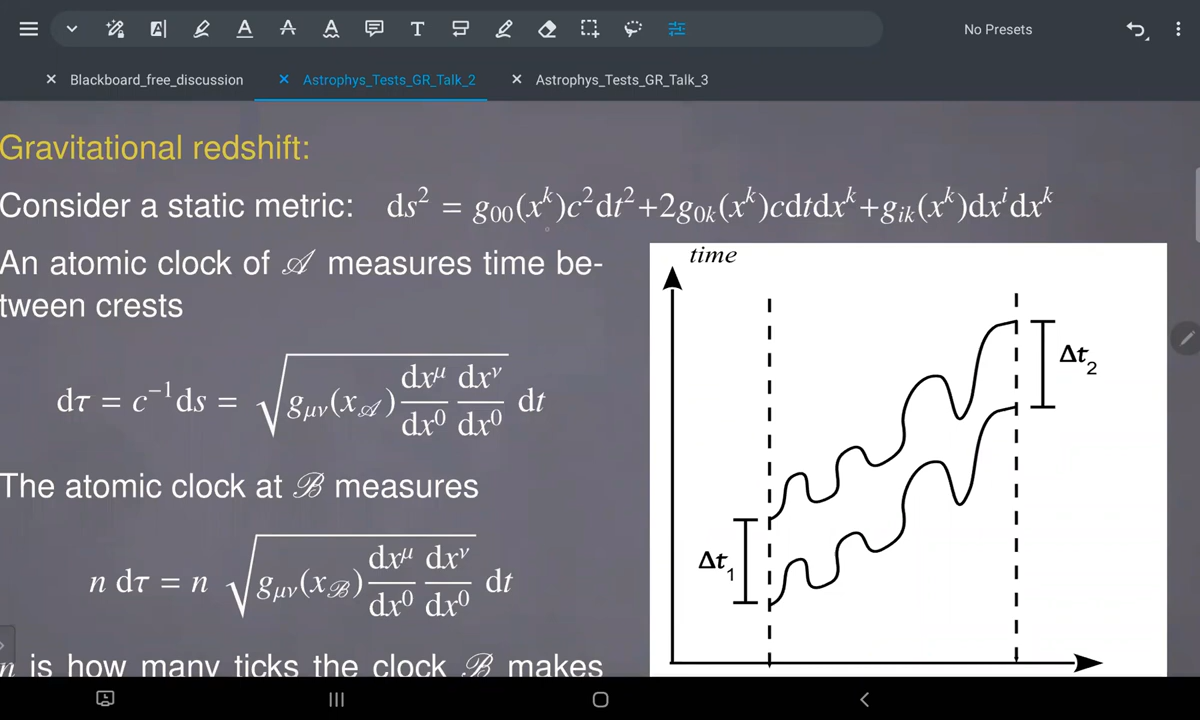 No Presets
Blackboard_free_discussion
Astrophys_Tests_GR_Talk_2
Astrophys_Tests_GR_Talk_3
Gravitational redshift:
Consider a static metric: ds² = g₀₀(xᵏ)c²dt²+2g₀ₖ(xᵏ)cdtdxᵏ+gᵢₖ(xᵏ)dxⁱdxᵏ
An atomic clock of 𝒜 measures time be-
tween crests
dτ = c⁻¹ds = √(g_μν(x_𝒜) dx^μ/dx⁰ dx^ν/dx⁰) dt
The atomic clock at ℬ measures
n dτ = n √(g_μν(x_ℬ) dx^μ/dx⁰ dx^ν/dx⁰) dt
n is how many ticks the clock ℬ makes
time
Δt₂
Δt₁